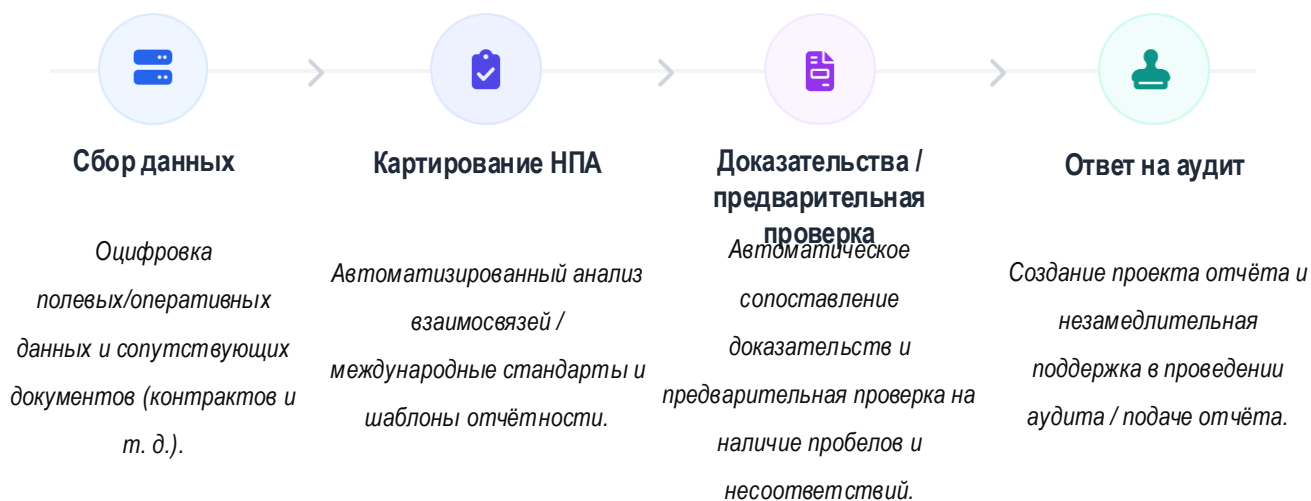 Сбор данных
Оцифровка
полевых/оперативных
данных и сопутствующих
документов (контрактов и
т. д.).
Картирование НПА
Автоматизированный анализ
взаимосвязей /
международные стандарты и
шаблоны отчётности.
Доказательства /
предварительная
проверка
Автоматическое
сопоставление
доказательств и
предварительная проверка на
наличие пробелов и
несоответствий.
Ответ на аудит
Создание проекта отчёта и
незамедлительная
поддержка в проведении
аудита / подаче отчёта.